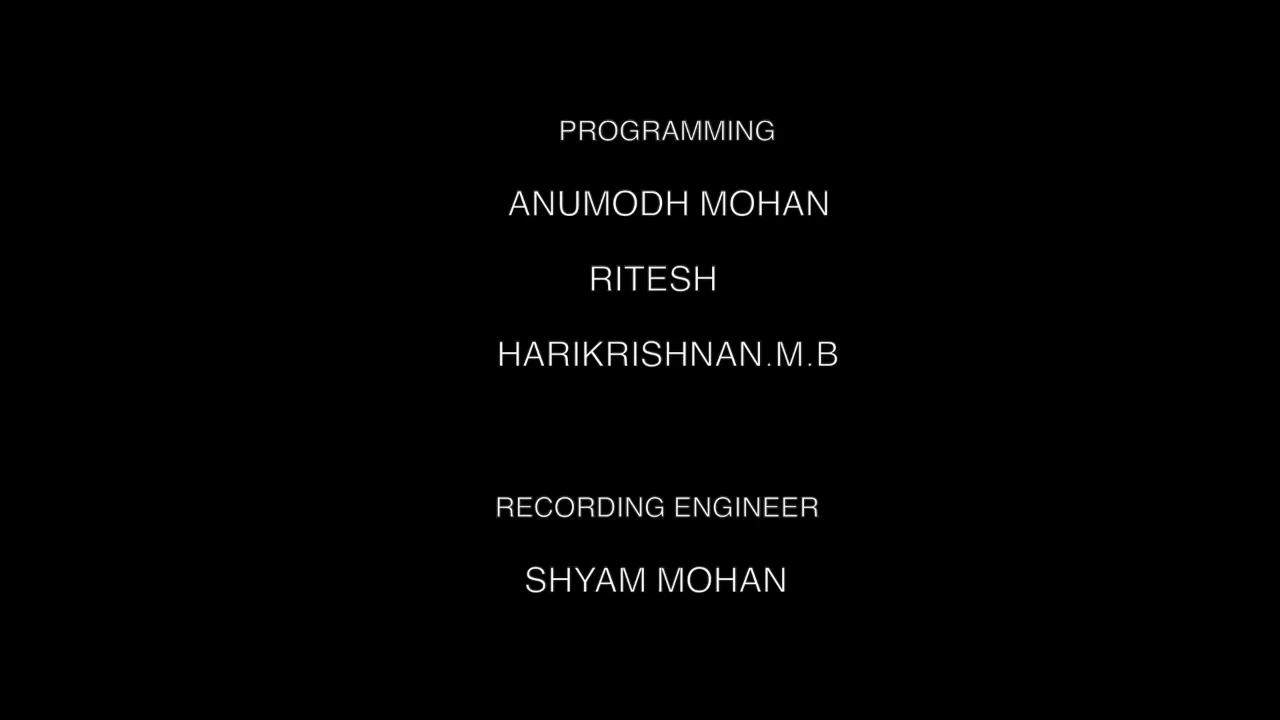 PROGRAMMING
ANUMODH MOHAN
RITESH
HARIKRISHNAN.M.B
RECORDING ENGINEER
SHYAM MOHAN